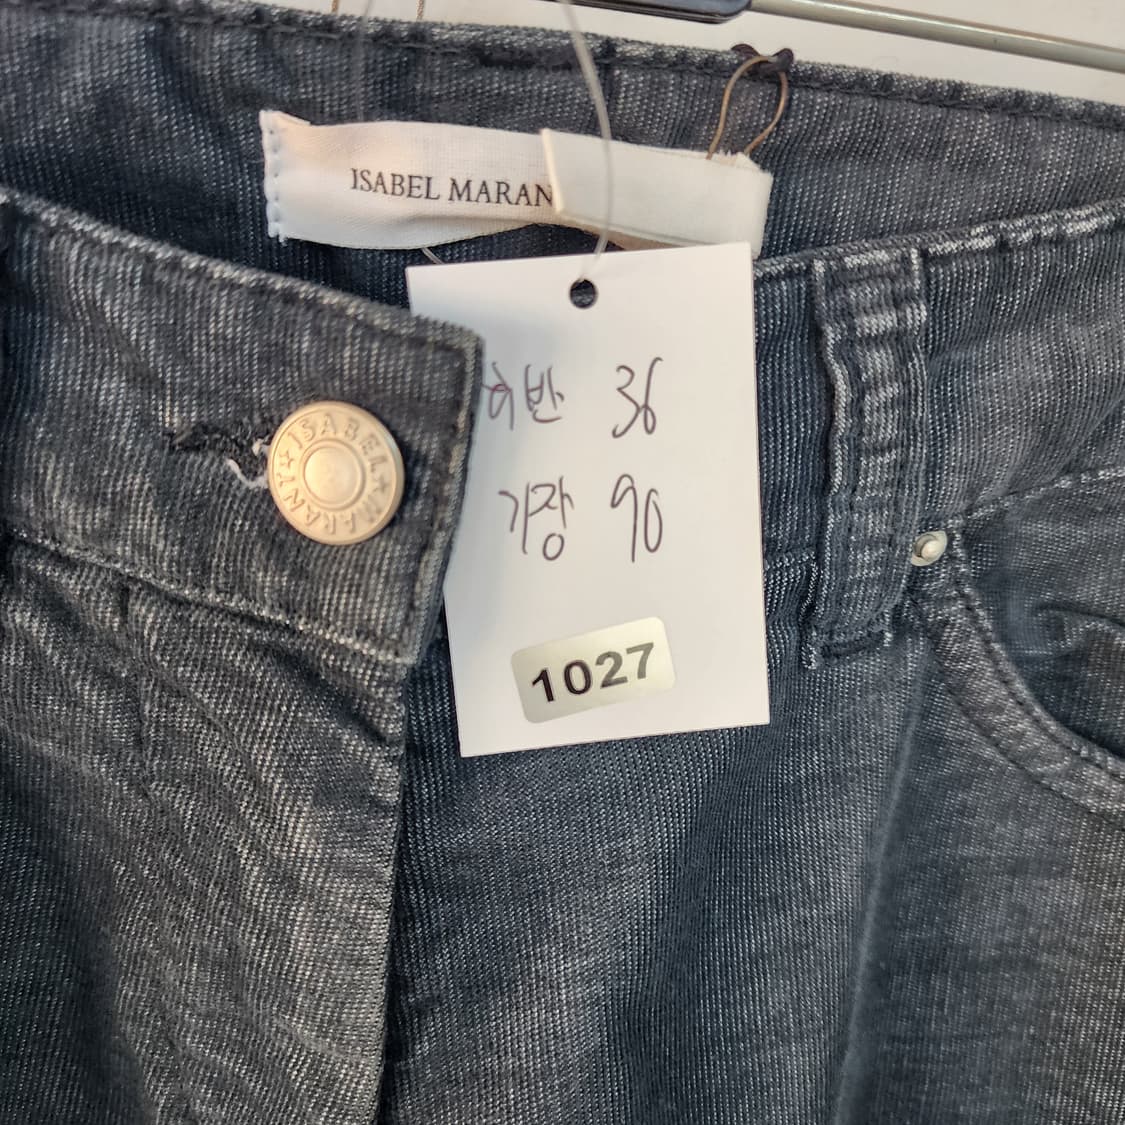 ISABEL MARAN
허반 36
기장 90
1027
ISABEL MARANT